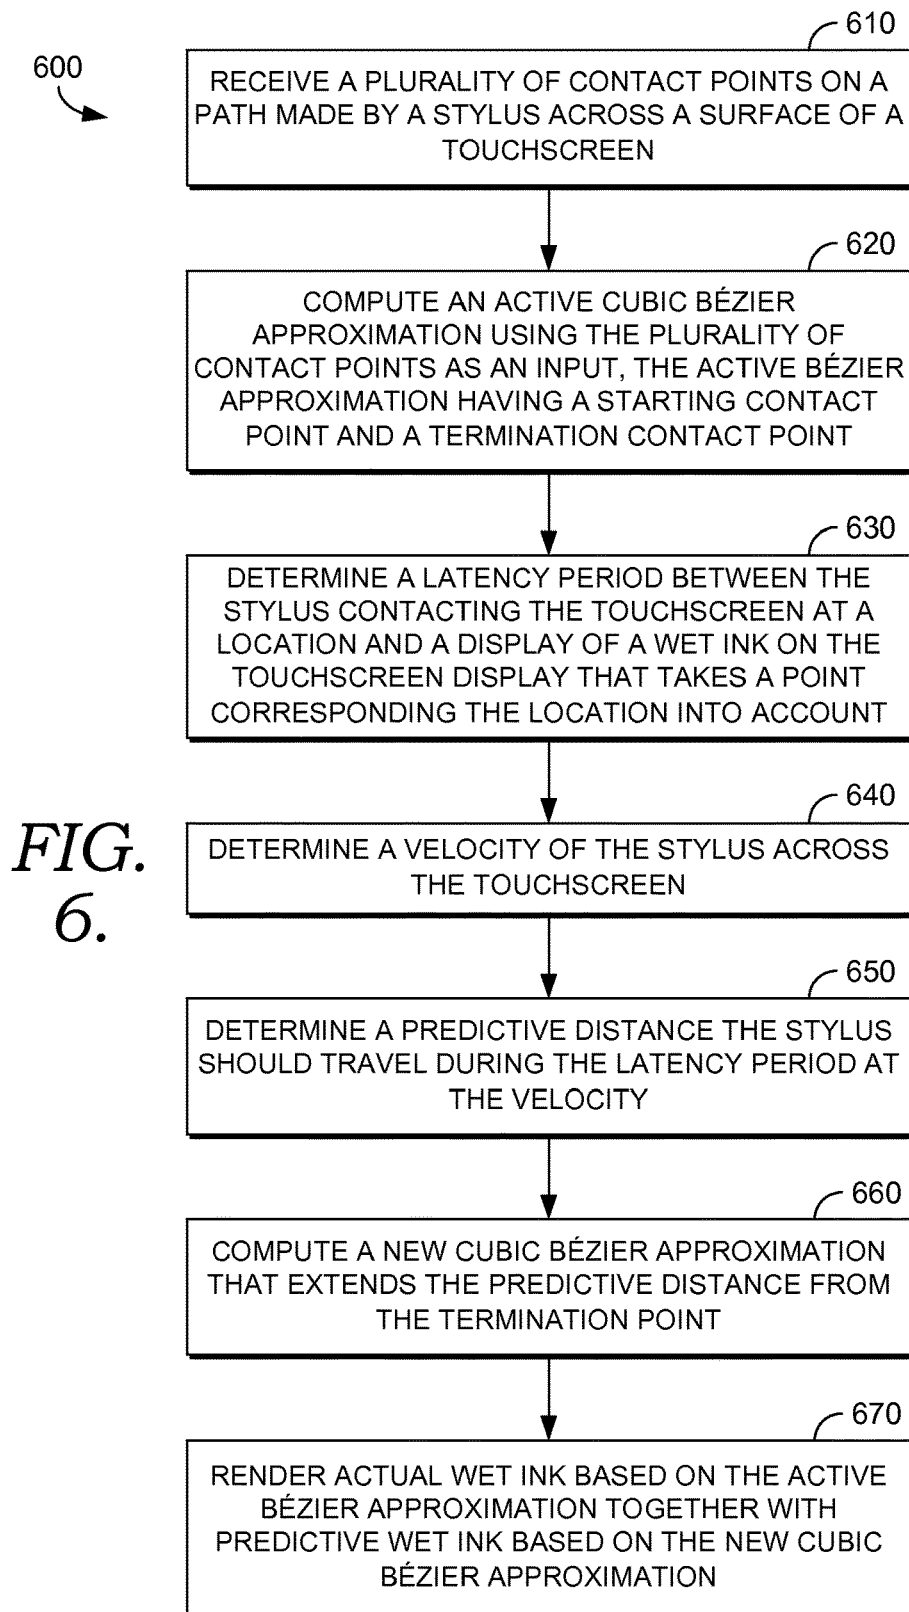 600
610
RECEIVE A PLURALITY OF CONTACT POINTS ON A
PATH MADE BY A STYLUS ACROSS A SURFACE OF A
TOUCHSCREEN
620
COMPUTE AN ACTIVE CUBIC BÉZIER
APPROXIMATION USING THE PLURALITY OF
CONTACT POINTS AS AN INPUT, THE ACTIVE BÉZIER
APPROXIMATION HAVING A STARTING CONTACT
POINT AND A TERMINATION CONTACT POINT
630
DETERMINE A LATENCY PERIOD BETWEEN THE
STYLUS CONTACTING THE TOUCHSCREEN AT A
LOCATION AND A DISPLAY OF A WET INK ON THE
TOUCHSCREEN DISPLAY THAT TAKES A POINT
CORRESPONDING THE LOCATION INTO ACCOUNT
640
DETERMINE A VELOCITY OF THE STYLUS ACROSS
THE TOUCHSCREEN
FIG.
6.
650
DETERMINE A PREDICTIVE DISTANCE THE STYLUS
SHOULD TRAVEL DURING THE LATENCY PERIOD AT
THE VELOCITY
660
COMPUTE A NEW CUBIC BÉZIER APPROXIMATION
THAT EXTENDS THE PREDICTIVE DISTANCE FROM
THE TERMINATION POINT
670
RENDER ACTUAL WET INK BASED ON THE ACTIVE
BÉZIER APPROXIMATION TOGETHER WITH
PREDICTIVE WET INK BASED ON THE NEW CUBIC
BÉZIER APPROXIMATION